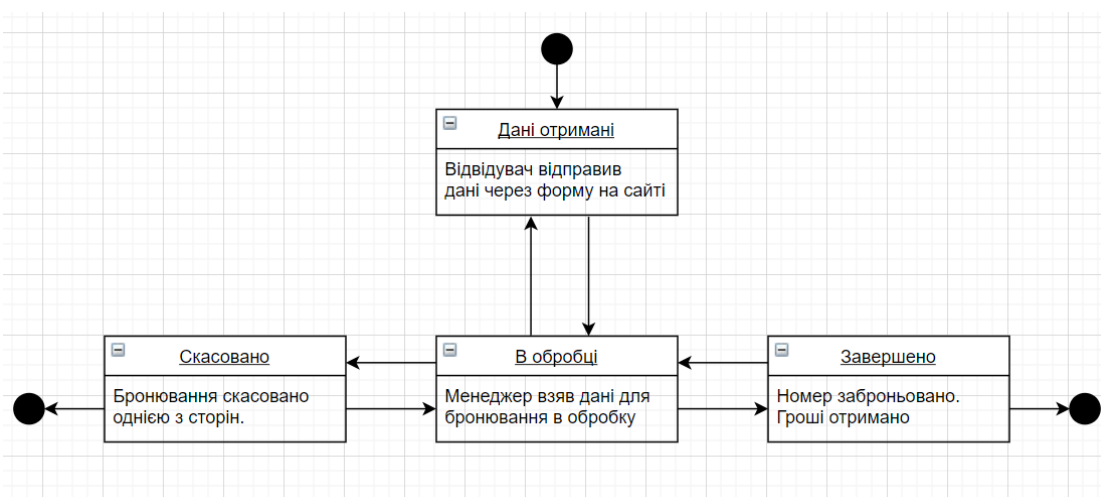 Дані отримані
Відвідувач відправив
дані через форму на сайті
Скасовано
Бронювання скасовано
однією з сторін.
В обробці
Менеджер взяв дані для
бронювання в обробку
Завершено
Номер заброньовано.
Гроші отримано